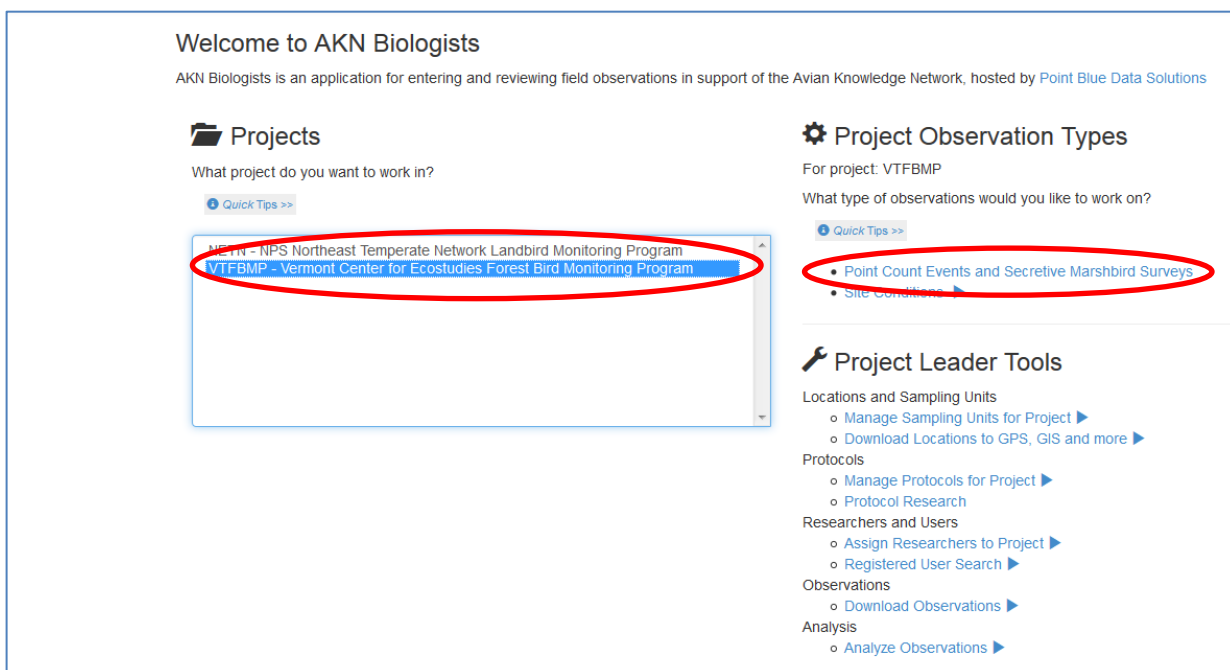 Welcome to AKN Biologists
AKN Biologists is an application for entering and reviewing field observations in support of the Avian Knowledge Network, hosted by Point Blue Data Solutions
Projects
What project do you want to work in?
Quick Tips >>
NETN - NPS Northeast Temperate Network Landbird Monitoring Program
VTFBMP - Vermont Center for Ecostudies Forest Bird Monitoring Program
Project Observation Types
For project: VTFBMP
What type of observations would you like to work on?
Quick Tips >>
Point Count Events and Secretive Marshbird Surveys
Site Conditions
Project Leader Tools
Locations and Sampling Units
Manage Sampling Units for Project
Download Locations to GPS, GIS and more
Protocols
Manage Protocols for Project
Protocol Research
Researchers and Users
Assign Researchers to Project
Registered User Search
Observations
Download Observations
Analysis
Analyze Observations